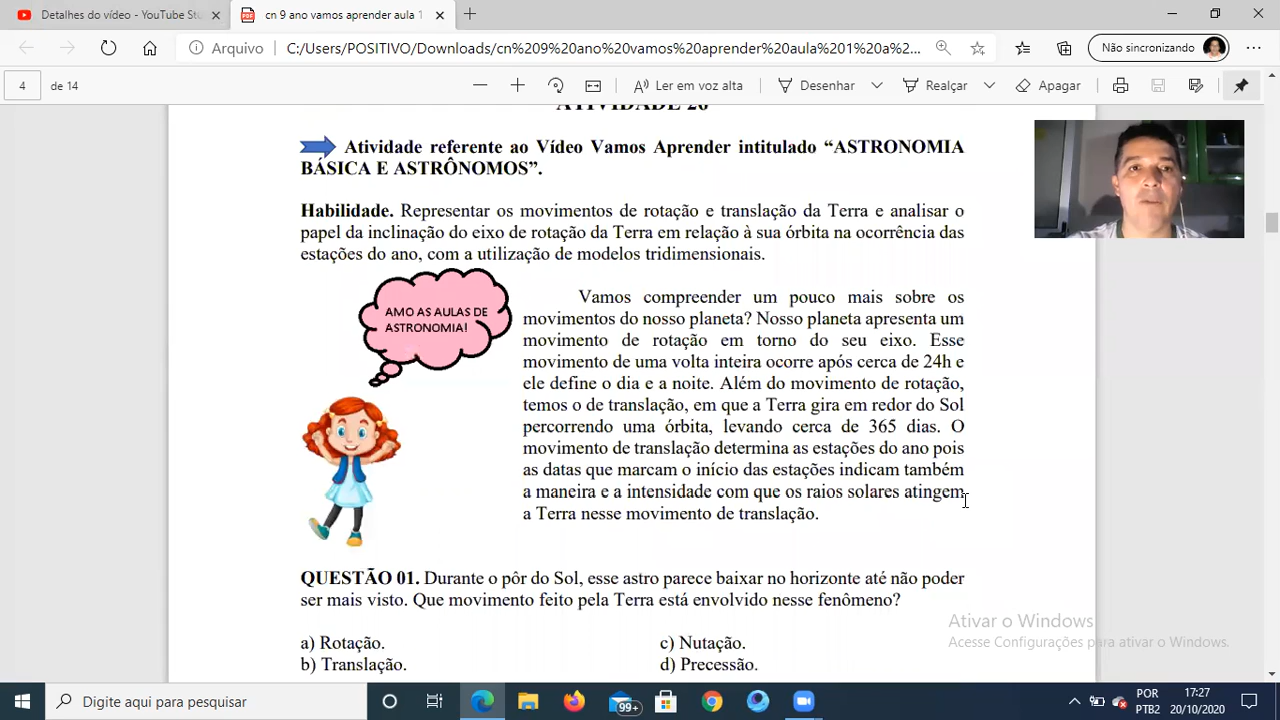 Detalhes do vídeo - YouTube Stu
cn 9 ano vamos aprender aula 1
Arquivo
C:/Users/POSITIVO/Downloads/cn%209%20ano%20vamos%20aprender%20aula%201%20a%2...
Não sincronizando
4 de 14
Ler em voz alta
Desenhar
Realçar
Apagar
ATIVIDADE 26
Atividade referente ao Vídeo Vamos Aprender intitulado “ASTRONOMIA
BÁSICA E ASTRÔNOMOS”.
Habilidade. Representar os movimentos de rotação e translação da Terra e analisar o
papel da inclinação do eixo de rotação da Terra em relação à sua órbita na ocorrência das
estações do ano, com a utilização de modelos tridimensionais.
AMO AS AULAS DE
ASTRONOMIA!
Vamos compreender um pouco mais sobre os
movimentos do nosso planeta? Nosso planeta apresenta um
movimento de rotação em torno do seu eixo. Esse
movimento de uma volta inteira ocorre após cerca de 24h e
ele define o dia e a noite. Além do movimento de rotação,
temos o de translação, em que a Terra gira em redor do Sol
percorrendo uma órbita, levando cerca de 365 dias. O
movimento de translação determina as estações do ano pois
as datas que marcam o início das estações indicam também
a maneira e a intensidade com que os raios solares atingem
a Terra nesse movimento de translação.
QUESTÃO 01. Durante o pôr do Sol, esse astro parece baixar no horizonte até não poder
ser mais visto. Que movimento feito pela Terra está envolvido nesse fenômeno?
a) Rotação.
c) Nutação.
b) Translação.
d) Precessão.
Ativar o Windows
Acesse Configurações para ativar o Windows.
Digite aqui para pesquisar
99+
POR
PTB2
17:27
20/10/2020